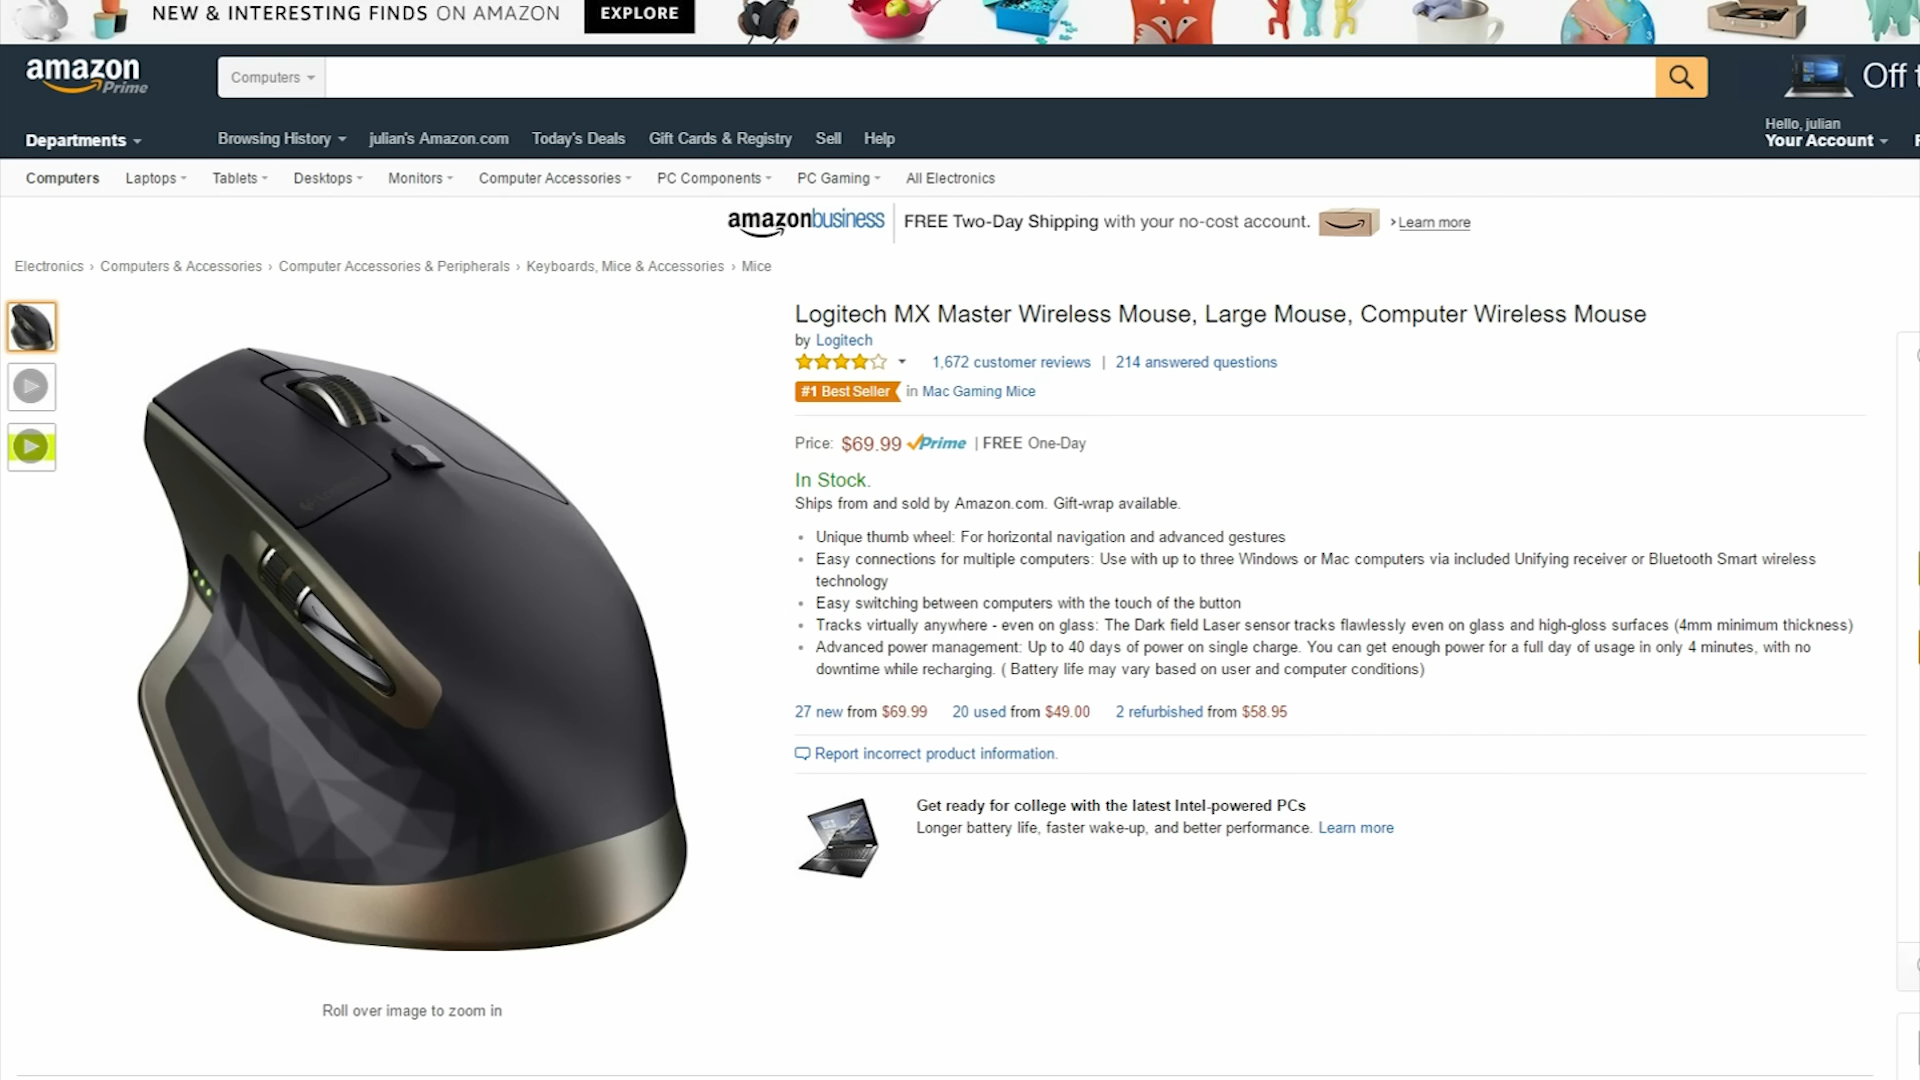 NEW & INTERESTING FINDS ON AMAZON EXPLORE
amazon Prime
Computers
Off
Departments
Browsing History julian's Amazon.com Today's Deals Gift Cards & Registry Sell Help
Hello, julian
Your Account
Computers Laptops Tablets Desktops Monitors Computer Accessories PC Components PC Gaming All Electronics
amazonbusiness FREE Two-Day Shipping with your no-cost account. › Learn more
Electronics › Computers & Accessories › Computer Accessories & Peripherals › Keyboards, Mice & Accessories › Mice
Logitech MX Master Wireless Mouse, Large Mouse, Computer Wireless Mouse
by Logitech
1,672 customer reviews | 214 answered questions
#1 Best Seller in Mac Gaming Mice
Price: $69.99 Prime | FREE One-Day
In Stock.
Ships from and sold by Amazon.com. Gift-wrap available.
• Unique thumb wheel: For horizontal navigation and advanced gestures
• Easy connections for multiple computers: Use with up to three Windows or Mac computers via included Unifying receiver or Bluetooth Smart wireless
technology
• Easy switching between computers with the touch of the button
• Tracks virtually anywhere - even on glass: The Dark field Laser sensor tracks flawlessly even on glass and high-gloss surfaces (4mm minimum thickness)
• Advanced power management: Up to 40 days of power on single charge. You can get enough power for a full day of usage in only 4 minutes, with no
downtime while recharging. ( Battery life may vary based on user and computer conditions)
27 new from $69.99 20 used from $49.00 2 refurbished from $58.95
Report incorrect product information.
Get ready for college with the latest Intel-powered PCs
Longer battery life, faster wake-up, and better performance. Learn more
Roll over image to zoom in